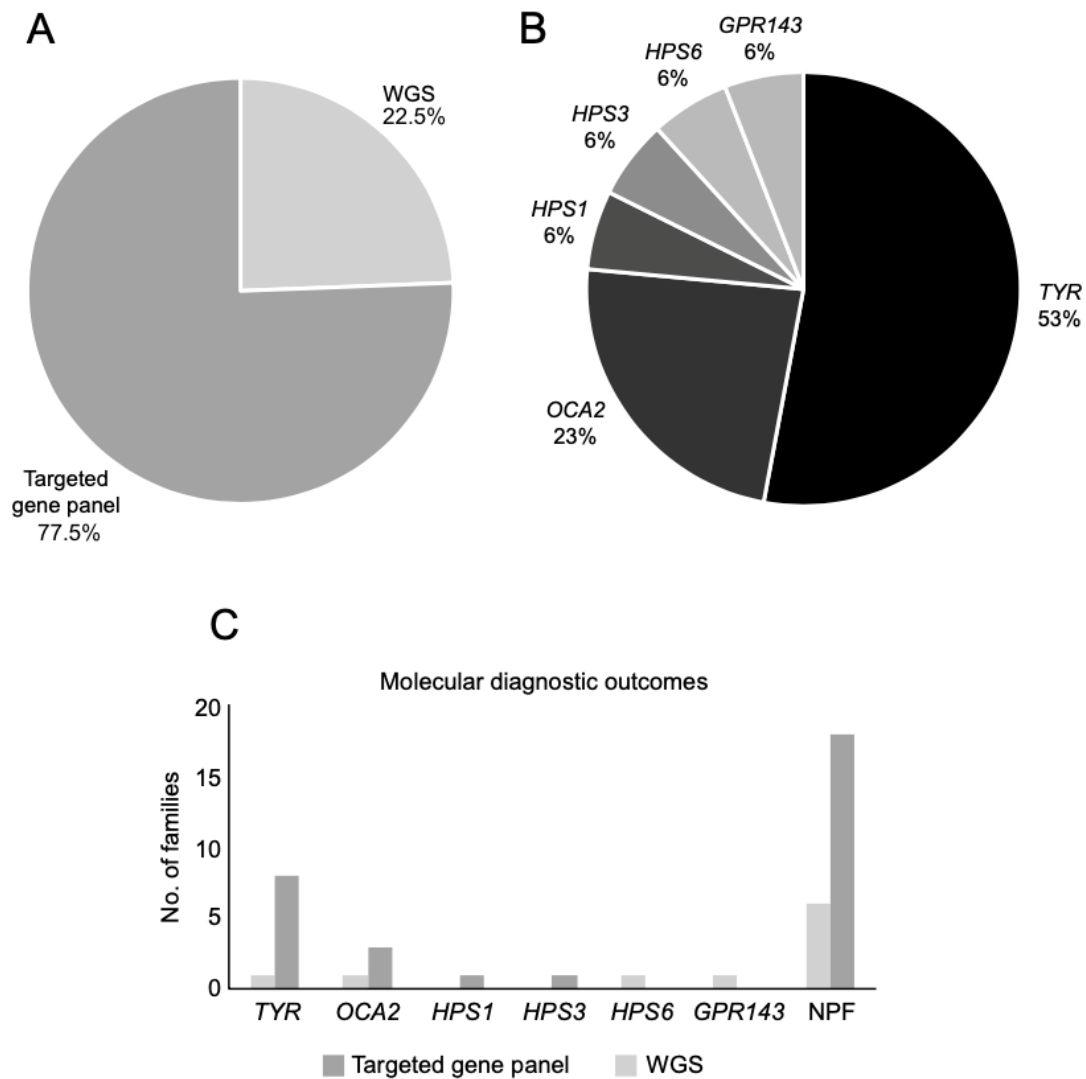 A
B
WGS
22.5%
Targeted
gene panel
77.5%
GPR143
6%
HPS6
6%
HPS3
6%
HPS1
6%
TYR
53%
OCA2
23%
C
Molecular diagnostic outcomes
No. of families
20
15
10
5
0
TYR OCA2 HPS1 HPS3 HPS6 GPR143 NPF
Targeted gene panel WGS